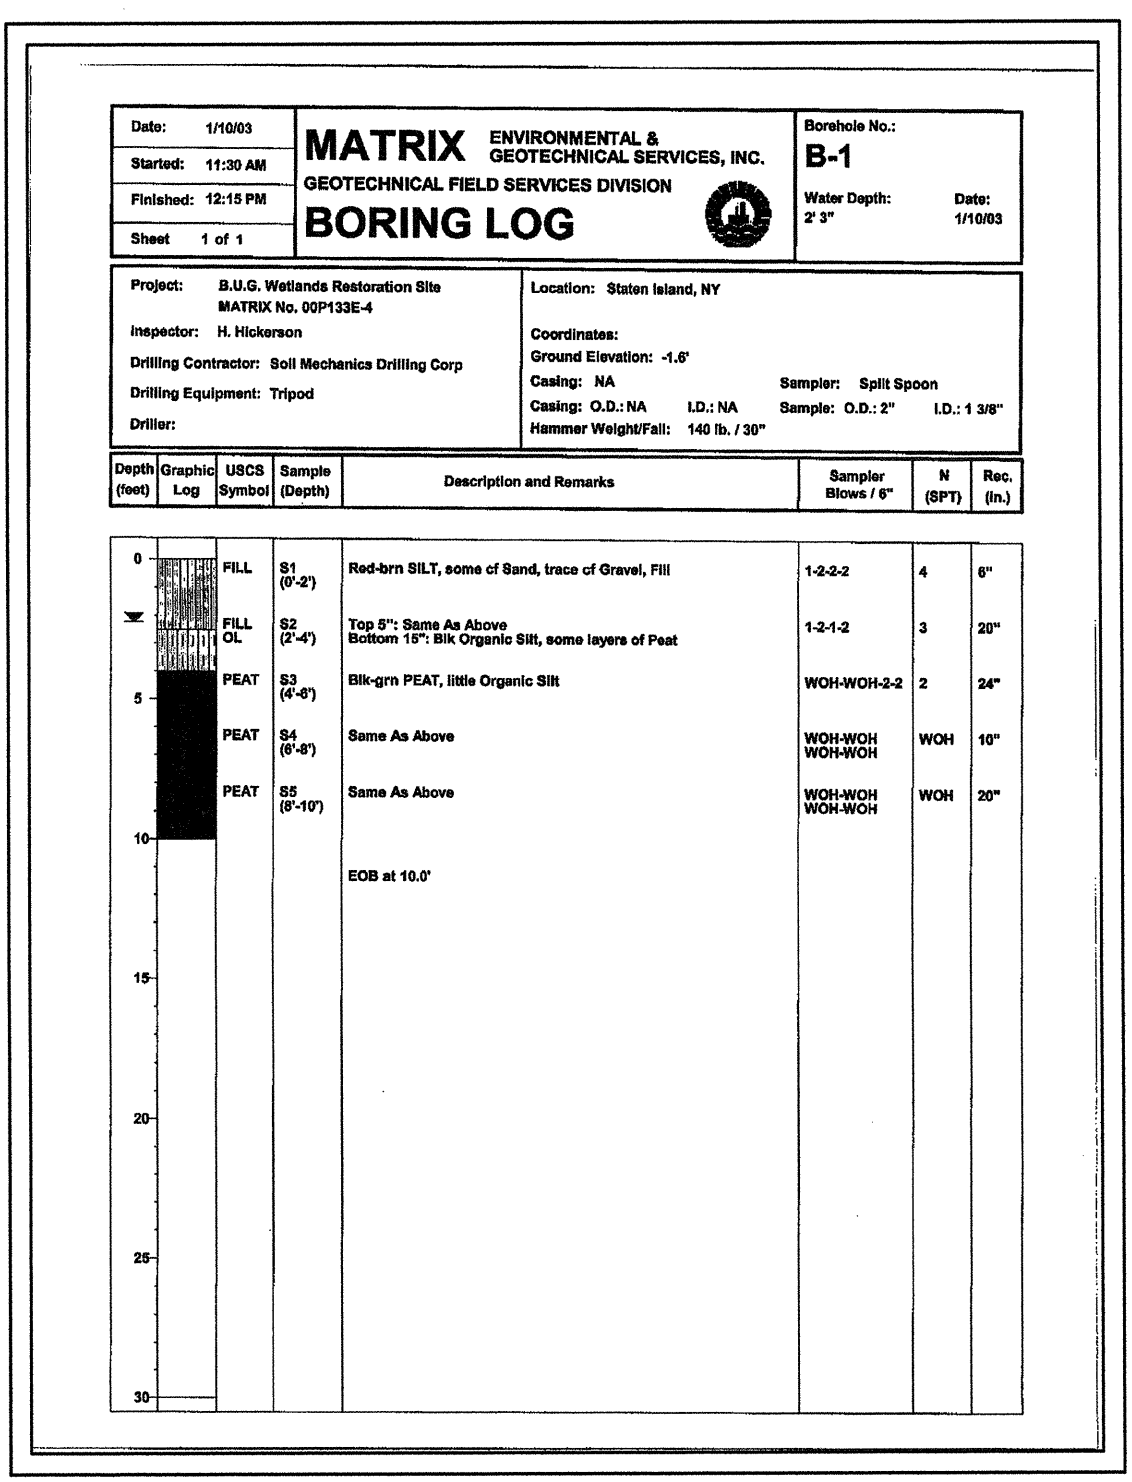 Date: 1/10/03
Started: 11:30 AM
Finished: 12:15 PM
Sheet 1 of 1
MATRIX ENVIRONMENTAL & GEOTECHNICAL SERVICES, INC.
GEOTECHNICAL FIELD SERVICES DIVISION
BORING LOG
Borehole No.:
B-1
Water Depth: Date:
2' 3" 1/10/03
Project: B.U.G. Wetlands Restoration Site
MATRIX No. 00P133E-4
Inspector: H. Hickerson
Drilling Contractor: Soil Mechanics Drilling Corp
Drilling Equipment: Tripod
Driller:
Location: Staten Island, NY
Coordinates:
Ground Elevation: -1.6'
Casing: NA Sampler: Split Spoon
Casing: O.D.: NA I.D.: NA Sample: O.D.: 2" I.D.: 1 3/8"
Hammer Weight/Fall: 140 lb. / 30"
Depth (feet) Graphic Log USCS Symbol Sample (Depth) Description and Remarks Sampler Blows / 6" N (SPT) Rec. (in.)
0 FILL S1 Red-brn SILT, some cf Sand, trace cf Gravel, Fill 1-2-2-2 4 6"
(0'-2')
FILL S2 Top 5": Same As Above 1-2-1-2 3 20"
OL (2'-4') Bottom 15": Blk Organic Silt, some layers of Peat
PEAT S3 Blk-grn PEAT, little Organic Silt WOH-WOH-2-2 2 24"
5 (4'-6')
PEAT S4 Same As Above WOH-WOH WOH 10"
(6'-8') WOH-WOH
PEAT S5 Same As Above WOH-WOH WOH 20"
(8'-10') WOH-WOH
10
EOB at 10.0'
15
20
25
30